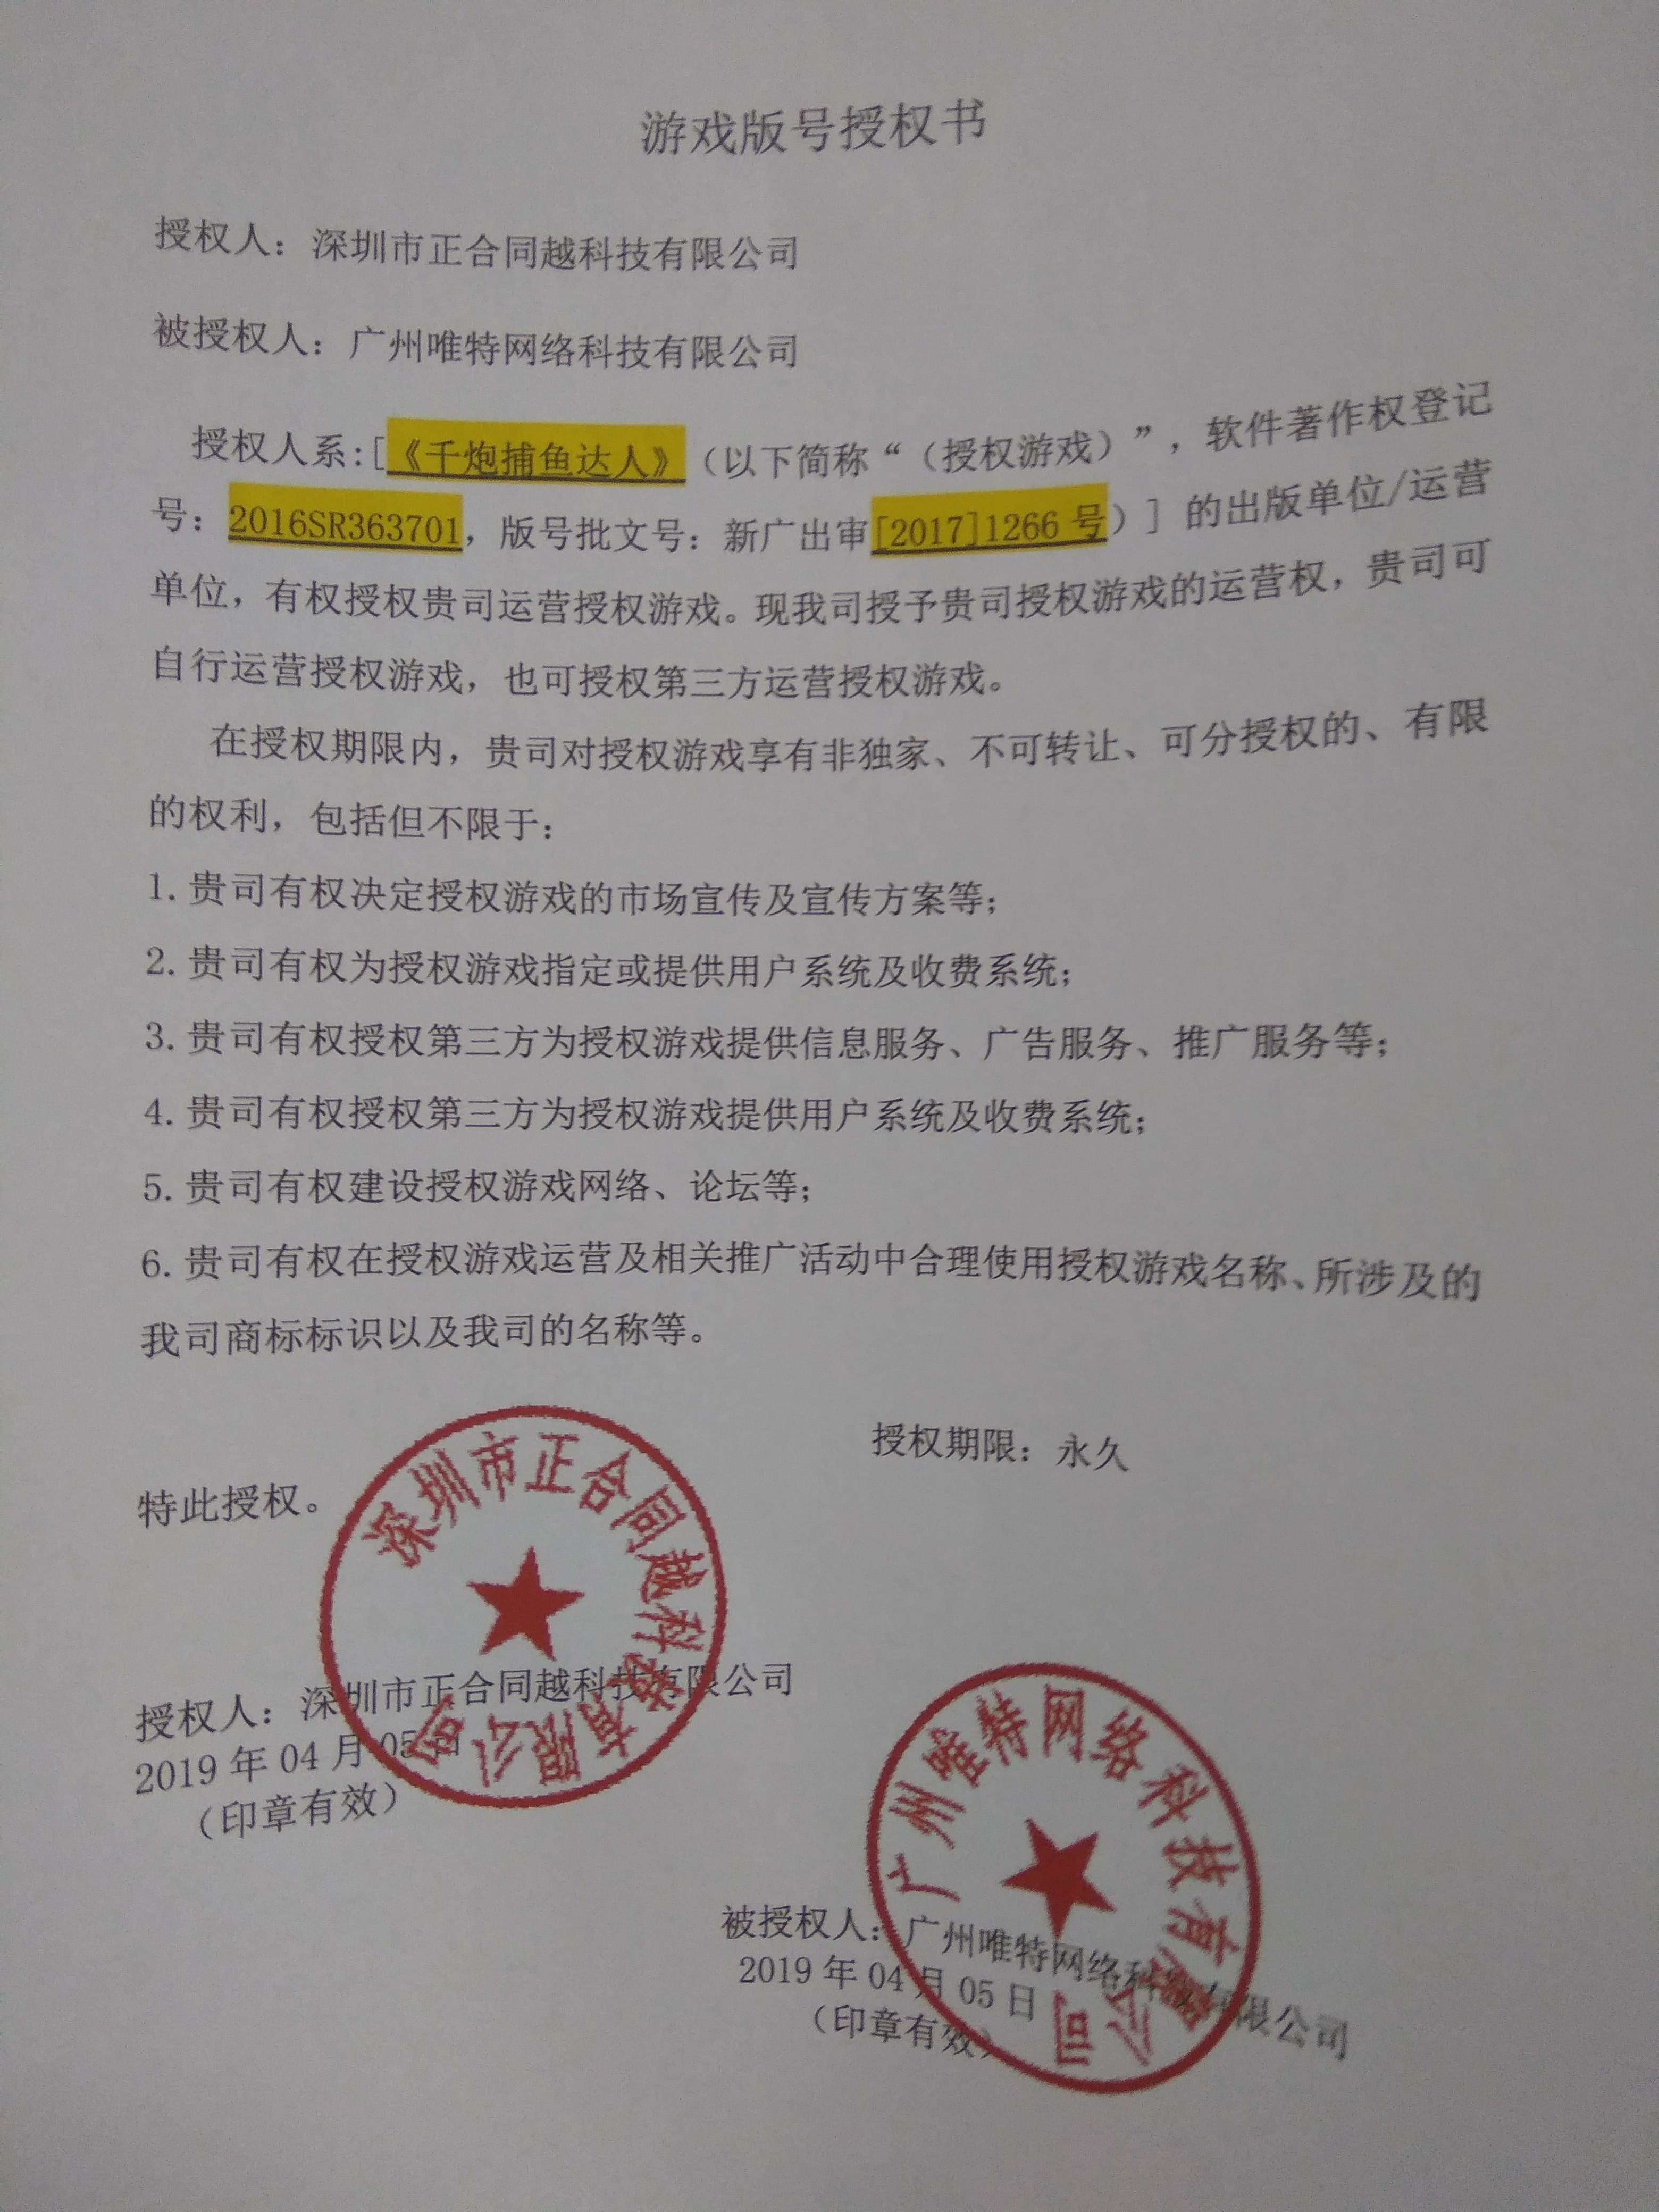 游戏版号授权书
授权人：深圳市正合同越科技有限公司
被授权人：广州唯特网络科技有限公司
授权人系:[《千炮捕鱼达人》（以下简称“（授权游戏）”，软件著作权登记
号：2016SR363701，版号批文号：新广出审[2017]1266 号）] 的出版单位/运营
单位，有权授权贵司运营授权游戏。现我司授予贵司授权游戏的运营权，贵司可
自行运营授权游戏，也可授权第三方运营授权游戏。
在授权期限内，贵司对授权游戏享有非独家、不可转让、可分授权的、有限
的权利，包括但不限于：
1. 贵司有权决定授权游戏的市场宣传及宣传方案等；
2. 贵司有权为授权游戏指定或提供用户系统及收费系统；
3. 贵司有权授权第三方为授权游戏提供信息服务、广告服务、推广服务等；
4. 贵司有权授权第三方为授权游戏提供用户系统及收费系统；
5. 贵司有权建设授权游戏网络、论坛等；
6. 贵司有权在授权游戏运营及相关推广活动中合理使用授权游戏名称、所涉及的
我司商标标识以及我司的名称等。
授权期限：永久
特此授权。
深圳市正合同越科技有限公司
授权人：深圳市正合同越科技有限公司
2019 年 04 月 05 日
（印章有效）
广州唯特网络科技有限公司
被授权人：广州唯特网络科技有限公司
2019 年 04 月 05 日
（印章有效）